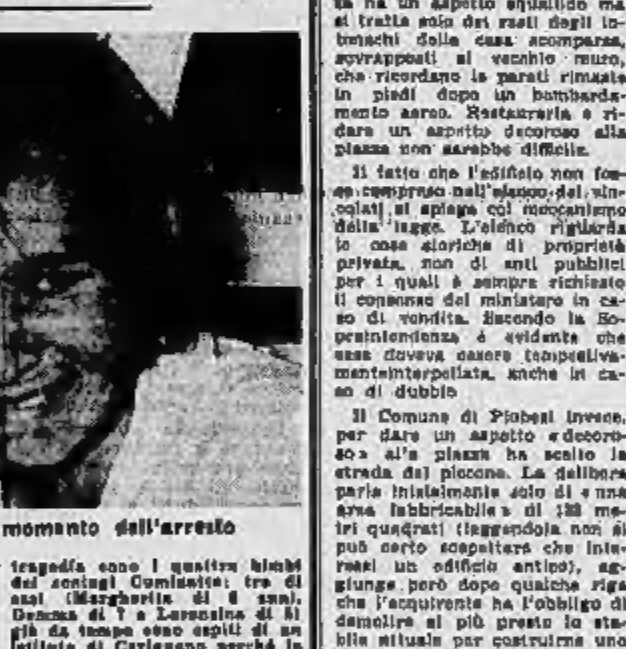 momento dell'arresto
tragedia sono i quattro bimbi
dei coniugi Cuminatto: tre di
essi (Margherita di 8 anni,
Gemma di 7 e Lorenzina di
già da tempo sono ospiti di un
istituto di Carignano perché in
ta ha un aspetto squallido ma
si tratta solo dei resti degli in-
tonachi della casa scomparsa,
sovrapposti al vecchio muro,
che ricordano le pareti rimaste
in piedi dopo un bombarda-
mento aereo. Restaurarla e ri-
dare un aspetto decoroso alla
piazza non sarebbe difficile.
Il fatto che l'edificio non fos-
se compreso nell'elenco dei vin-
colati si spiega col meccanismo
della legge. L'elenco riguarda
le case storiche di proprietà
privata, non di enti pubblici
per i quali è sempre richiesto
il consenso del ministero in ca-
so di vendita. Secondo la So-
praintendenza è evidente che
essa doveva essere tempestiva-
mente interpellata, anche in ca-
so di dubbio
Il Comune di Piobesi invece,
per dare un aspetto «decoro-
so» al'a piazza ha scelto la
strada del piccone. La delibera
parla inizialmente solo di «una
area fabbricabile» di me-
tri quadrati (leggendola non si
può certo sospettare che inte-
ressi un edificio antico), ag-
giunge però dopo qualche riga
che l'acquirente ha l'obbligo di
demolire al più presto lo sta-
bile attuale per costruirne uno